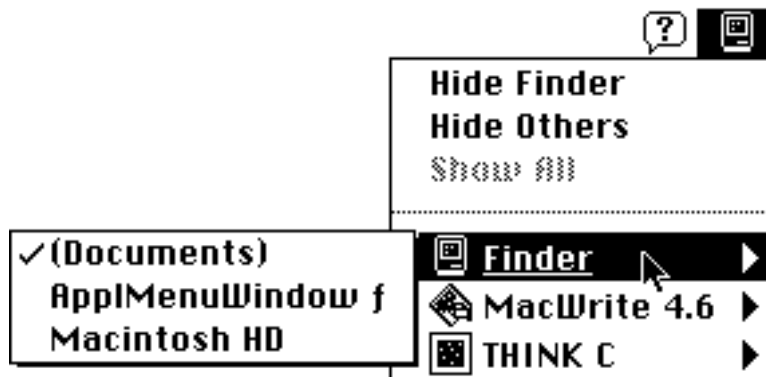 ?
Hide Finder
Hide Others
Show All
Finder
MacWrite 4.6
THINK C
✓(Documents)
ApplMenuWindow ƒ
Macintosh HD